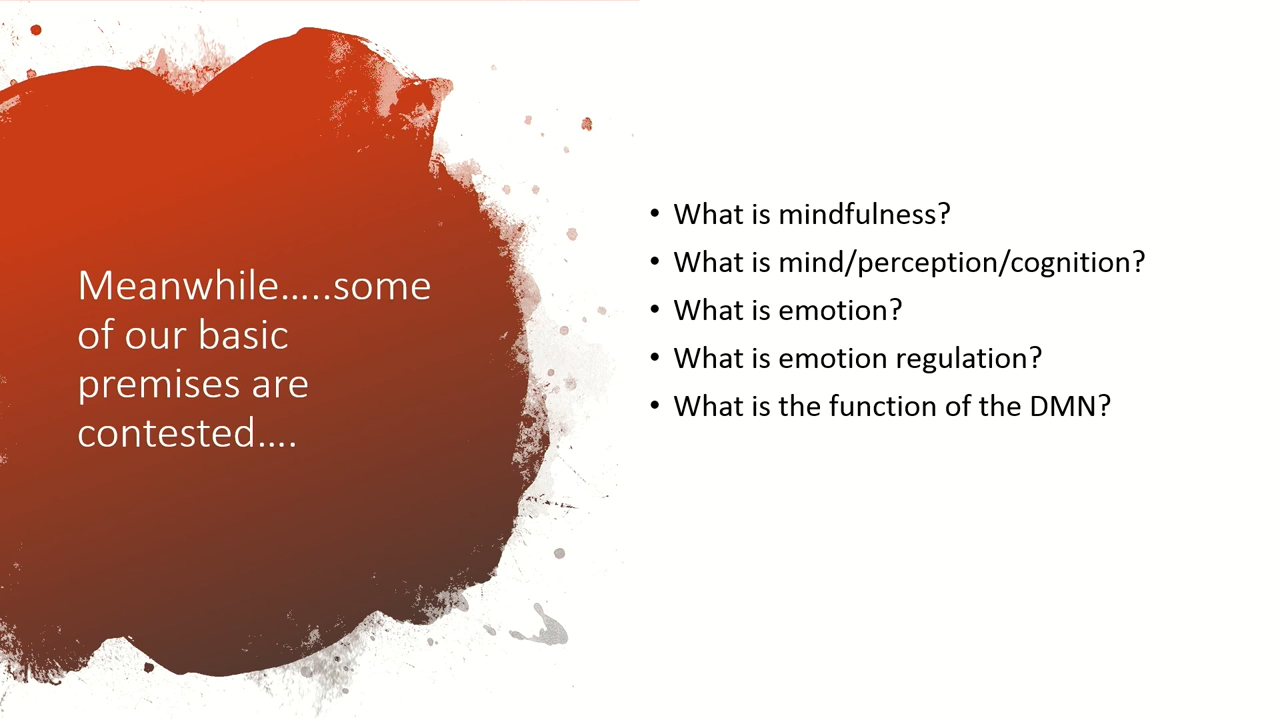 Meanwhile…..some
of our basic
premises are
contested….
• What is mindfulness?
• What is mind/perception/cognition?
• What is emotion?
• What is emotion regulation?
• What is the function of the DMN?